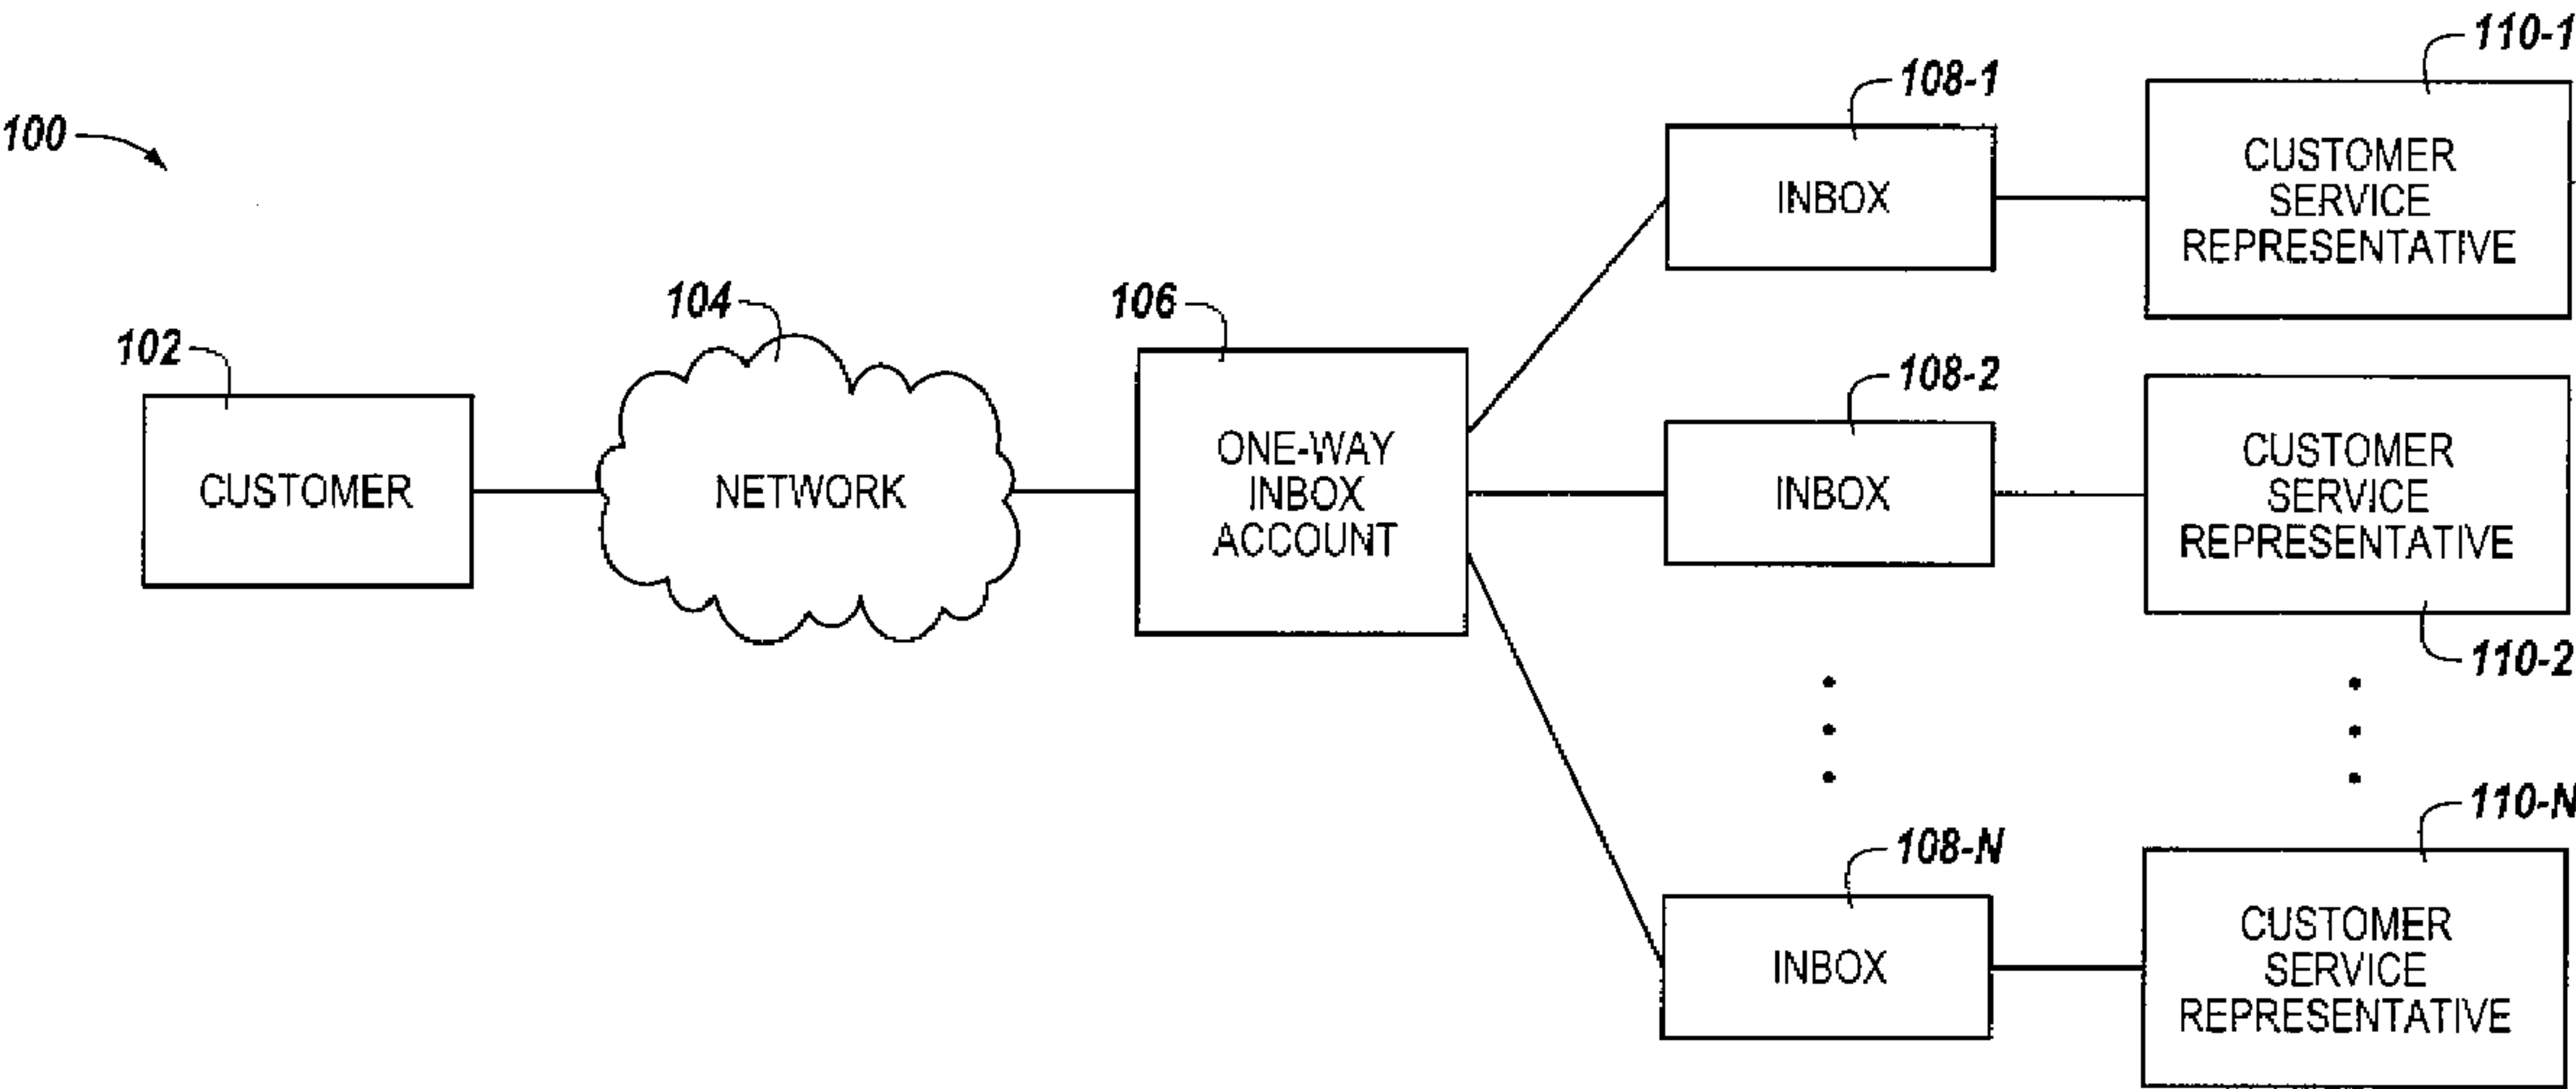 110-1
108-1
100
CUSTOMER
SERVICE
REPRESENTATIVE
INBOX
104
106
102
108-2
CUSTOMER
NETWORK
ONE-WAY
INBOX
ACCOUNT
INBOX
CUSTOMER
SERVICE
REPRESENTATIVE
110-2
110-N
108-N
INBOX
CUSTOMER
SERVICE
REPRESENTATIVE